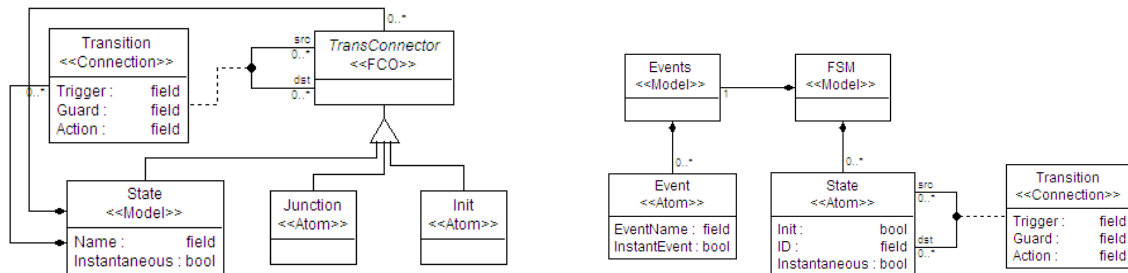 0..*
Transition
<<Connection>>
Trigger : field
Guard : field
Action : field
0..*
src
0..*
dst
0..*
TransConnector
<<FCO>>
State
<<Model>>
Name : field
Instantaneous : bool
Junction
<<Atom>>
Init
<<Atom>>
Events
<<Model>>
1
FSM
<<Model>>
0..*
0..*
Event
<<Atom>>
EventName : field
InstantEvent : bool
State
<<Atom>>
Init : bool
ID : field
Instantaneous : bool
src
0..*
dst
0..*
Transition
<<Connection>>
Trigger : field
Guard : field
Action : field